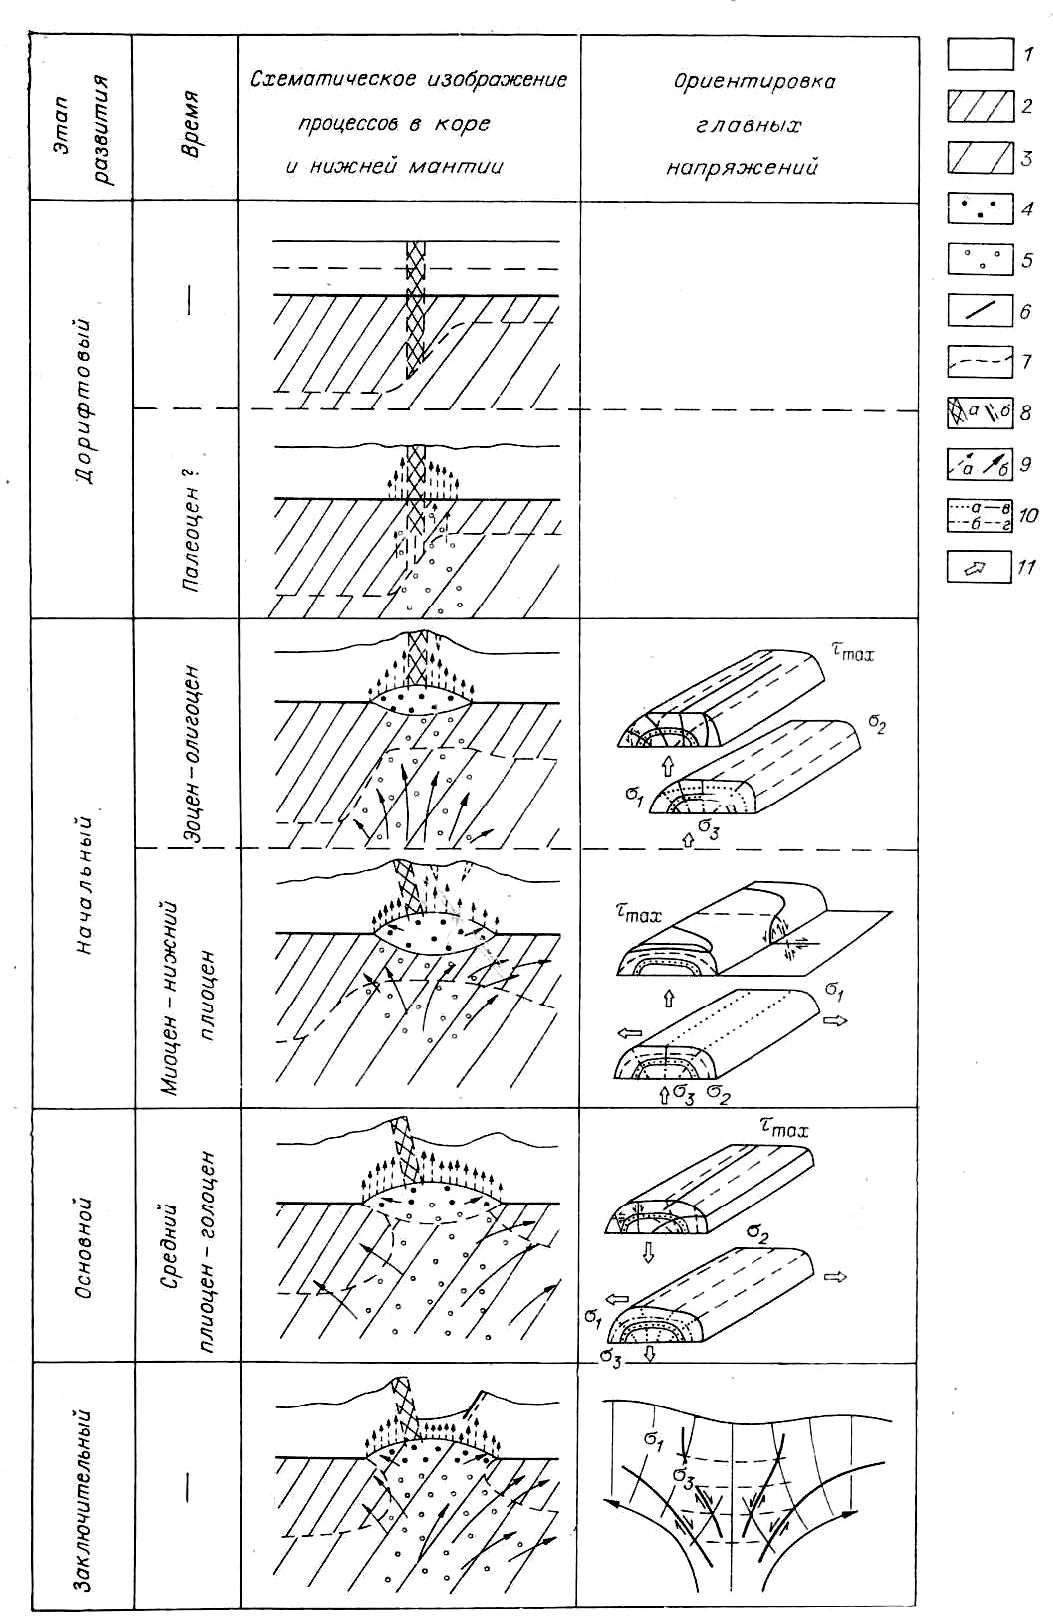 Этап
развития
Время
Схематическое изображение
процессов в коре
и нижней мантии
Ориентировка
главных
напряжений
Дорифтовый
—
Палеоцен ?
Начальный
Эоцен – олигоцен
τmax
σ2
σ1
σ3
Миоцен – нижний
плиоцен
τmax
σ1
σ3 σ2
Основной
Средний
плиоцен – голоцен
τmax
σ2
σ1
σ3
Заключительный
—
σ1
σ3
1
2
3
4
5
6
7
а б 8
а б 9
а в
б г 10
11